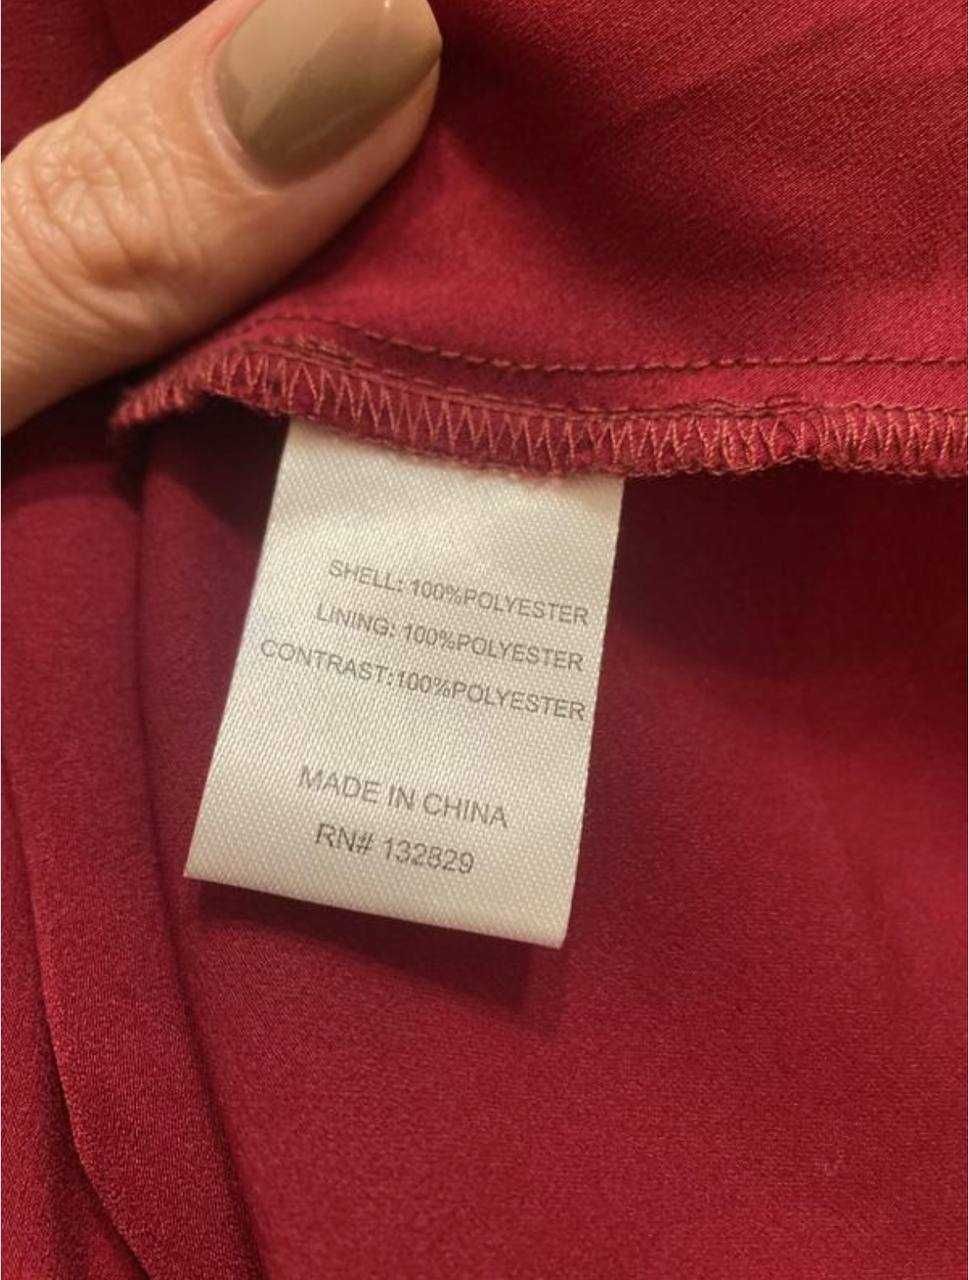 SHELL: 100%POLYESTER
LINING: 100%POLYESTER
CONTRAST:100%POLYESTER
MADE IN CHINA
RN# 132829